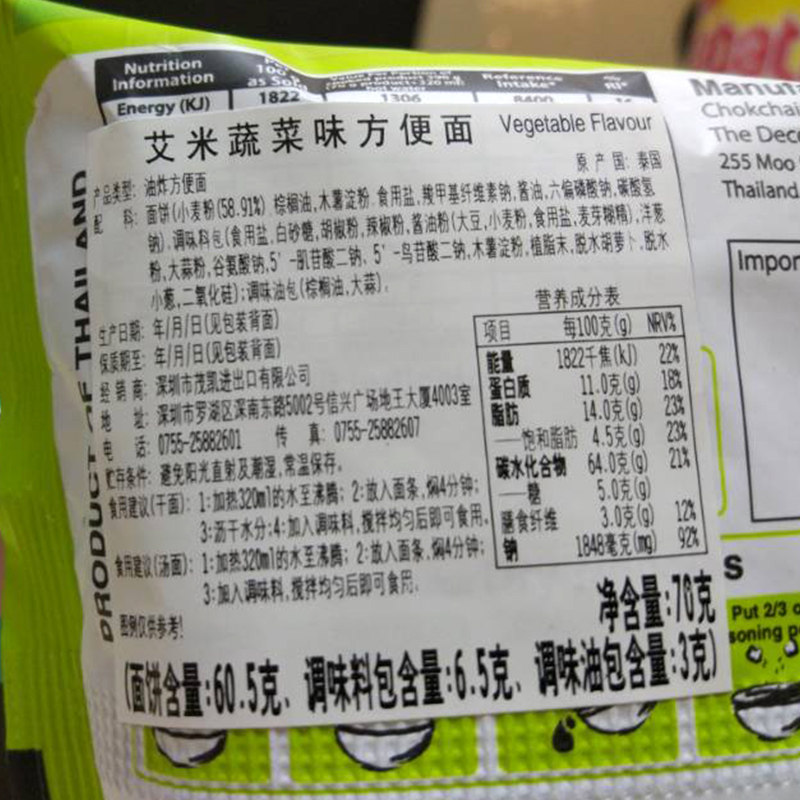 Nutrition
Information
100
as Sold
hot water
Reference
Intake*
%
RI*
Energy (KJ) 1822 1306 8400
Chokchai
The Deco
255 Moo
Thailand
Impor
PRODUCT OF THAILAND
艾米蔬菜味方便面 Vegetable Flavour
原产国: 泰国
产品类型: 油炸方便面
配 料: 面饼(小麦粉(58.91%) 棕榈油,木薯淀粉.食用盐,羧甲基纤维素钠,酱油,六偏磷酸钠,碳酸氢
钠).调味料包(食用盐,白砂糖,胡椒粉,辣椒粉,酱油粉(大豆,小麦粉,食用盐,麦芽糊精),洋葱
粉,大蒜粉,谷氨酸钠,5'-肌苷酸二钠、5'-鸟苷酸二钠,木薯淀粉,植脂末,脱水胡萝卜,脱水
小葱,二氧化硅);调味油包(棕榈油,大蒜).
生产日期: 年/月/日(见包装背面)
保质期至: 年/月/日(见包装背面)
经 销 商: 深圳市茂凯进出口有限公司
地 址: 深圳市罗湖区深南东路5002号信兴广场地王大厦4003室
电 话: 0755-25882601 传 真: 0755-25882607
贮存条件: 避免阳光直射及潮湿,常温保存。
食用建议(干面): 1:加热320ml的水至沸腾; 2:放入面条,焖4分钟;
3:沥干水分:4:加入调味料,搅拌均匀后即可食用.
食用建议(汤面): 1:加热320ml的水至沸腾; 2:放入面条.焖4分钟;
3:加入调味料,搅拌均匀后即可食用.
图例仅供参考!
营养成分表
项目 每100克(g) NRV%
能量 1822千焦(kJ) 22%
蛋白质 11.0克(g) 18%
脂肪 14.0克(g) 23%
——饱和脂肪 4.5克(g) 23%
碳水化合物 64.0克(g) 21%
——糖 5.0克(g)
膳食纤维 3.0克(g) 12%
钠 1848毫克(mg) 92%
净含量:70克
(面饼含量:60.5克、调味料包含量:6.5克、调味油包含量:3克)
S
Put 2/3 o
soning p